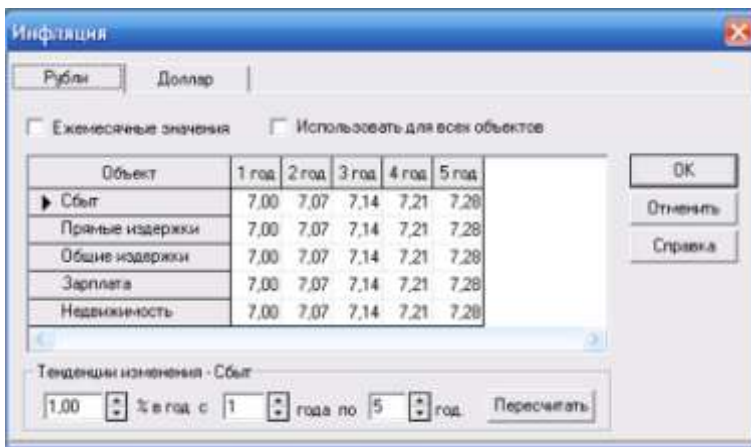 Инфляция
Рубли Доллар
Ежемесячные значения Использовать для всех объектов
Объект 1 год 2 год 3 год 4 год 5 год
Сбыт 7,00 7,07 7,14 7,21 7,28
Прямые издержки 7,00 7,07 7,14 7,21 7,28
Общие издержки 7,00 7,07 7,14 7,21 7,28
Зарплата 7,00 7,07 7,14 7,21 7,28
Недвижимость 7,00 7,07 7,14 7,21 7,28
OK
Отменить
Справка
Тенденции изменения - Сбыт
1,00 % в год с 1 года по 5 год. Пересчитать